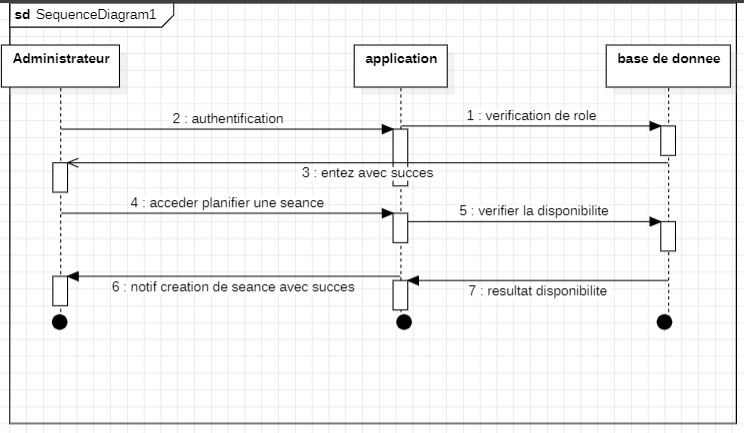 sd SequenceDiagram1
Administrateur
application
base de donnee
2 : authentification
1 : verification de role
3 : entez avec succes
4 : acceder planifier une seance
5 : verifier la disponibilite
6 : notif creation de seance avec succes
7 : resultat disponibilite